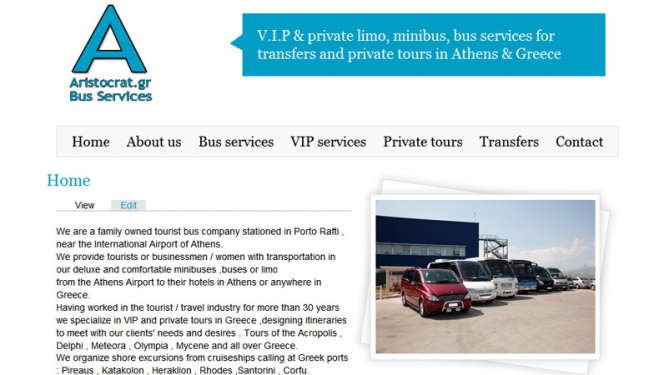 A
Aristocrat.gr
Bus Services
V.I.P & private limo, minibus, bus services for
transfers and private tours in Athens & Greece
Home About us Bus services VIP services Private tours Transfers Contact
Home
View Edit
We are a family owned tourist bus company stationed in Porto Rafti ,
near the International Airport of Athens.
We provide tourists or businessmen / women with transportation in
our deluxe and comfortable minibuses ,buses or limo
from the Athens Airport to their hotels in Athens or anywhere in
Greece.
Having worked in the tourist / travel industry for more than 30 years
we specialize in VIP and private tours in Greece ,designing itineraries
to meet with our clients' needs and desires . Tours of the Acropolis ,
Delphi , Meteora , Olympia , Mycene and all over Greece.
We organize shore excursions from cruiseships calling at Greek ports
: Pireaus , Katakolon , Heraklion , Rhodes ,Santorini , Corfu.